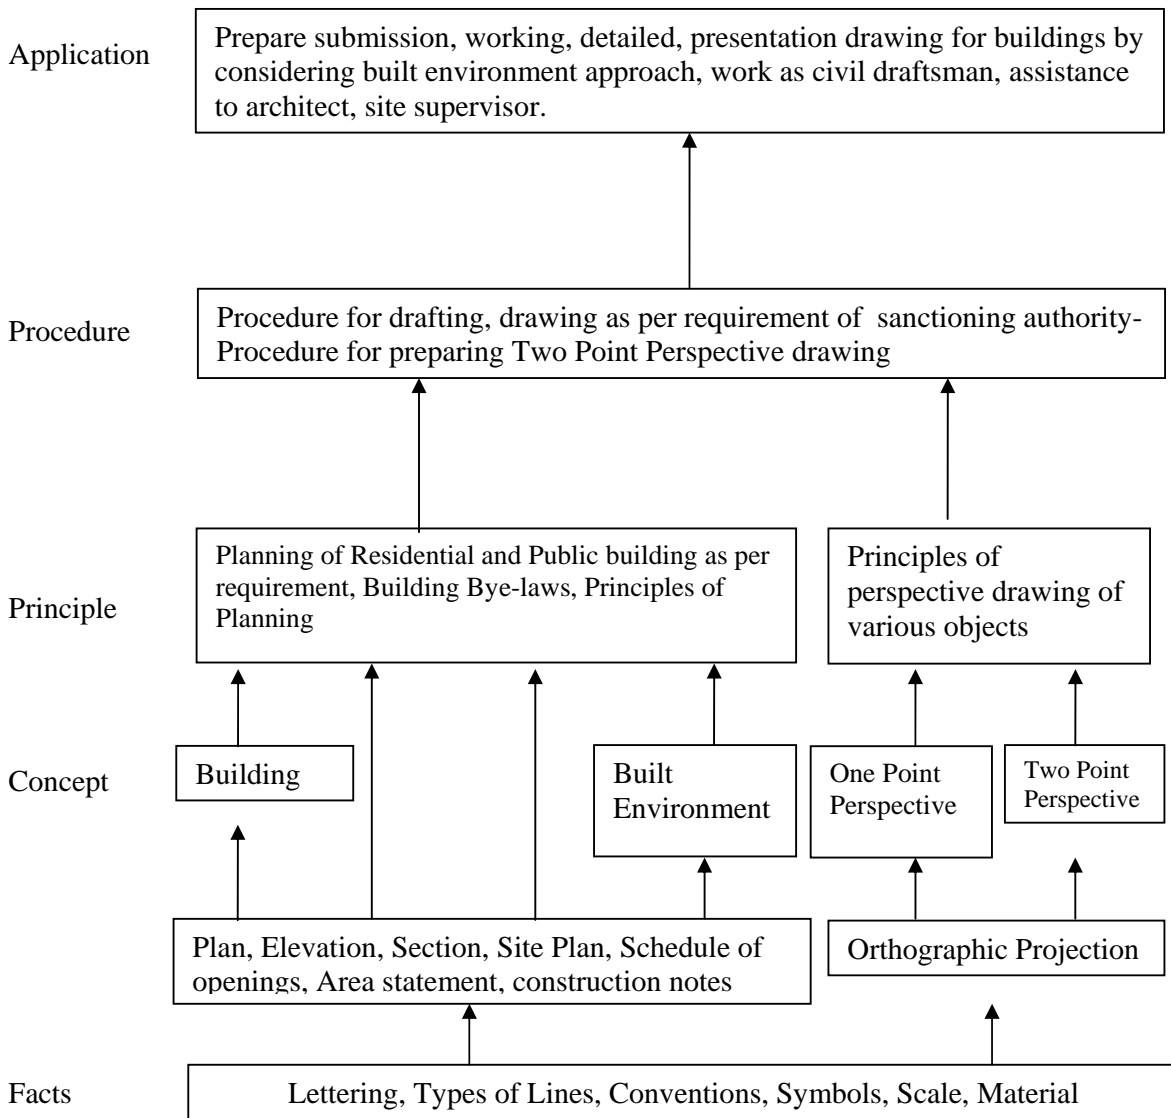 Application
Prepare submission, working, detailed, presentation drawing for buildings by
considering built environment approach, work as civil draftsman, assistance
to architect, site supervisor.
Procedure
Procedure for drafting, drawing as per requirement of  sanctioning authority-
Procedure for preparing Two Point Perspective drawing
Principle
Planning of Residential and Public building as per
requirement, Building Bye-laws, Principles of
Planning
Principles of
perspective drawing of
various objects
Concept
Building
Built
Environment
One Point
Perspective
Two Point
Perspective
Plan, Elevation, Section, Site Plan, Schedule of
openings, Area statement, construction notes
Orthographic Projection
Facts
Lettering, Types of Lines, Conventions, Symbols, Scale, Material